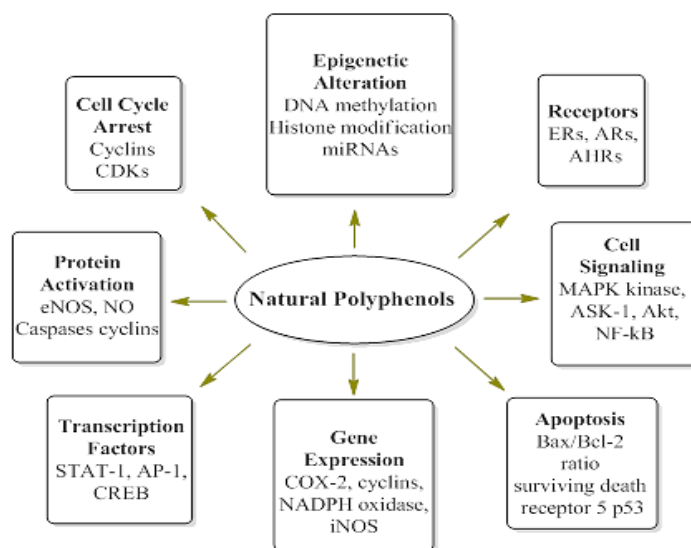 Epigenetic
Alteration
DNA methylation
Histone modification
miRNAs
Cell Cycle
Arrest
Cyclins
CDKs
Receptors
ERs, ARs,
AHRs
Protein
Activation
eNOS, NO
Caspases cyclins
Natural Polyphenols
Cell
Signaling
MAPK kinase,
ASK-1, Akt,
NF-kB
Transcription
Factors
STAT-1, AP-1,
CREB
Gene
Expression
COX-2, cyclins,
NADPH oxidase,
iNOS
Apoptosis
Bax/Bcl-2
ratio
surviving death
receptor 5 p53